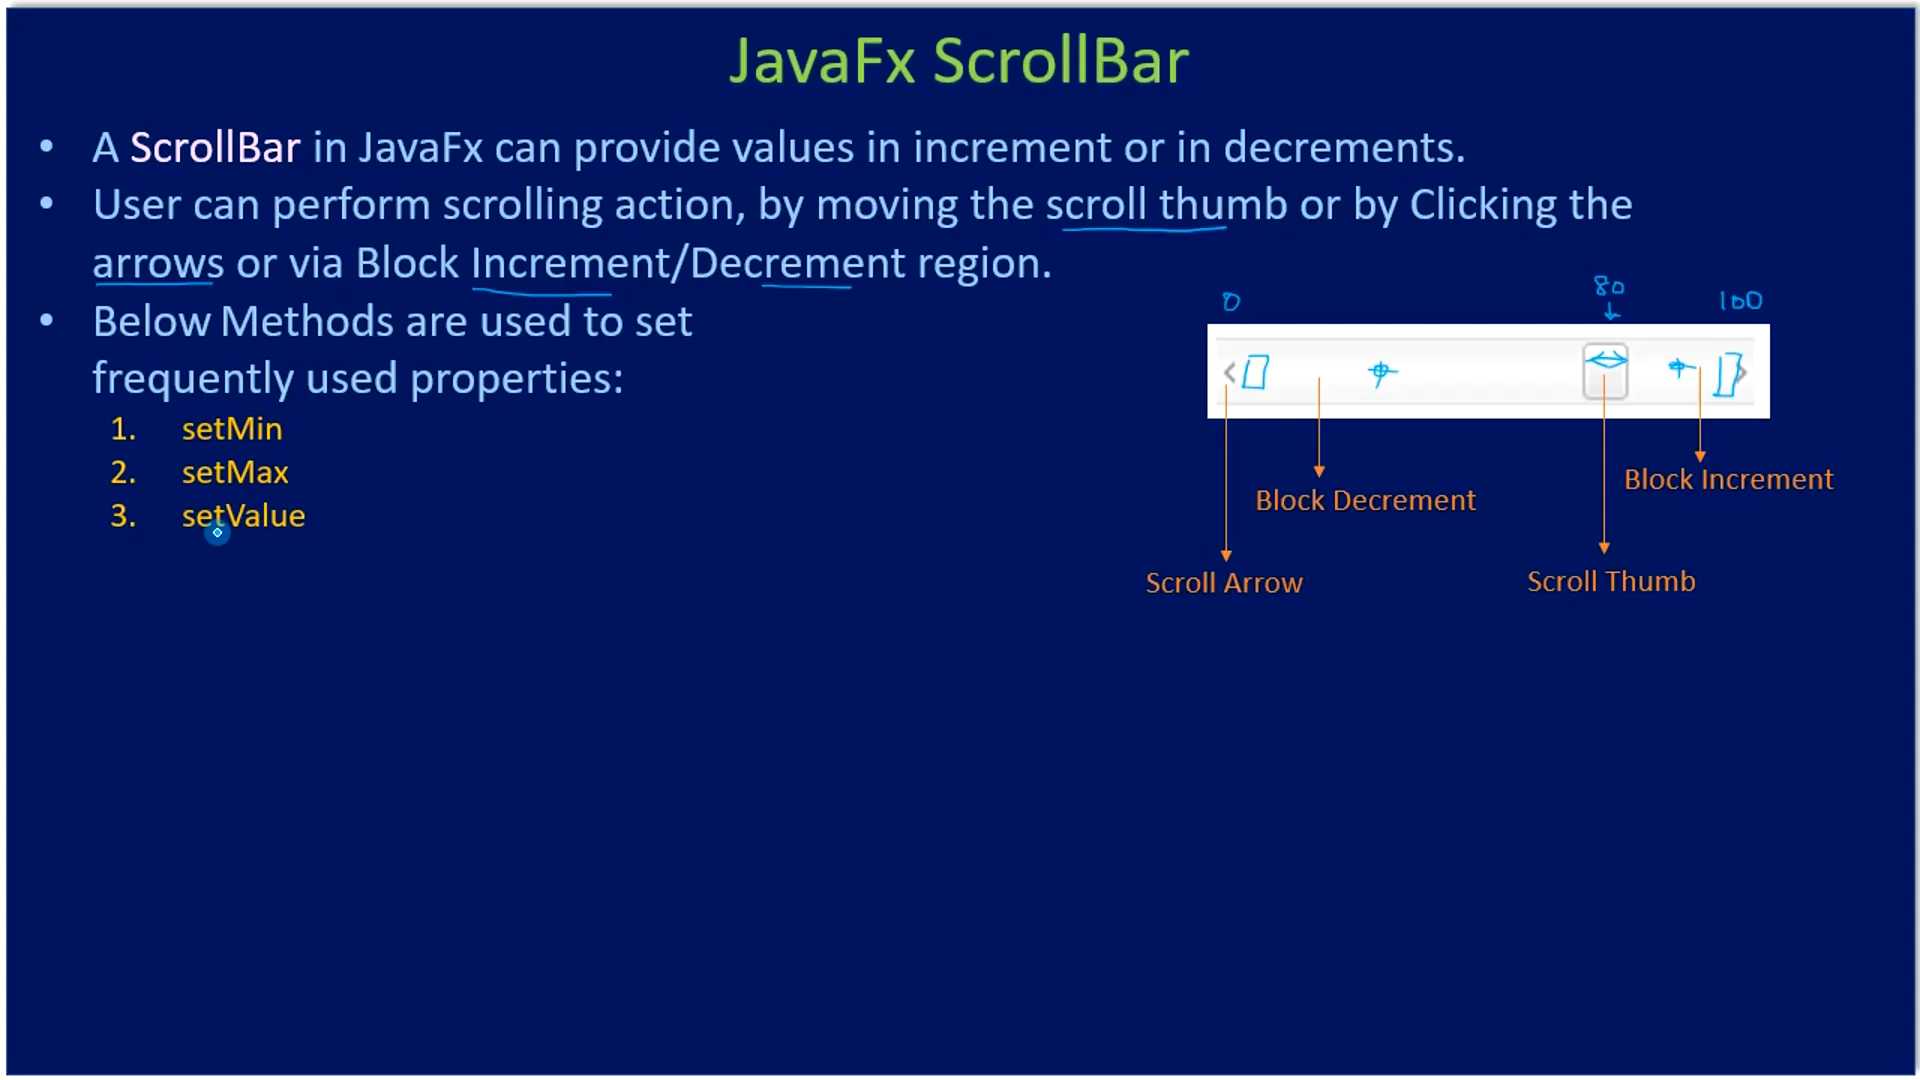 JavaFx ScrollBar
• A ScrollBar in JavaFx can provide values in increment or in decrements.
• User can perform scrolling action, by moving the scroll thumb or by Clicking the
arrows or via Block Increment/Decrement region.
• Below Methods are used to set
frequently used properties:
1. setMin
2. setMax
3. setValue
0 80 100
Block Decrement
Block Increment
Scroll Arrow
Scroll Thumb